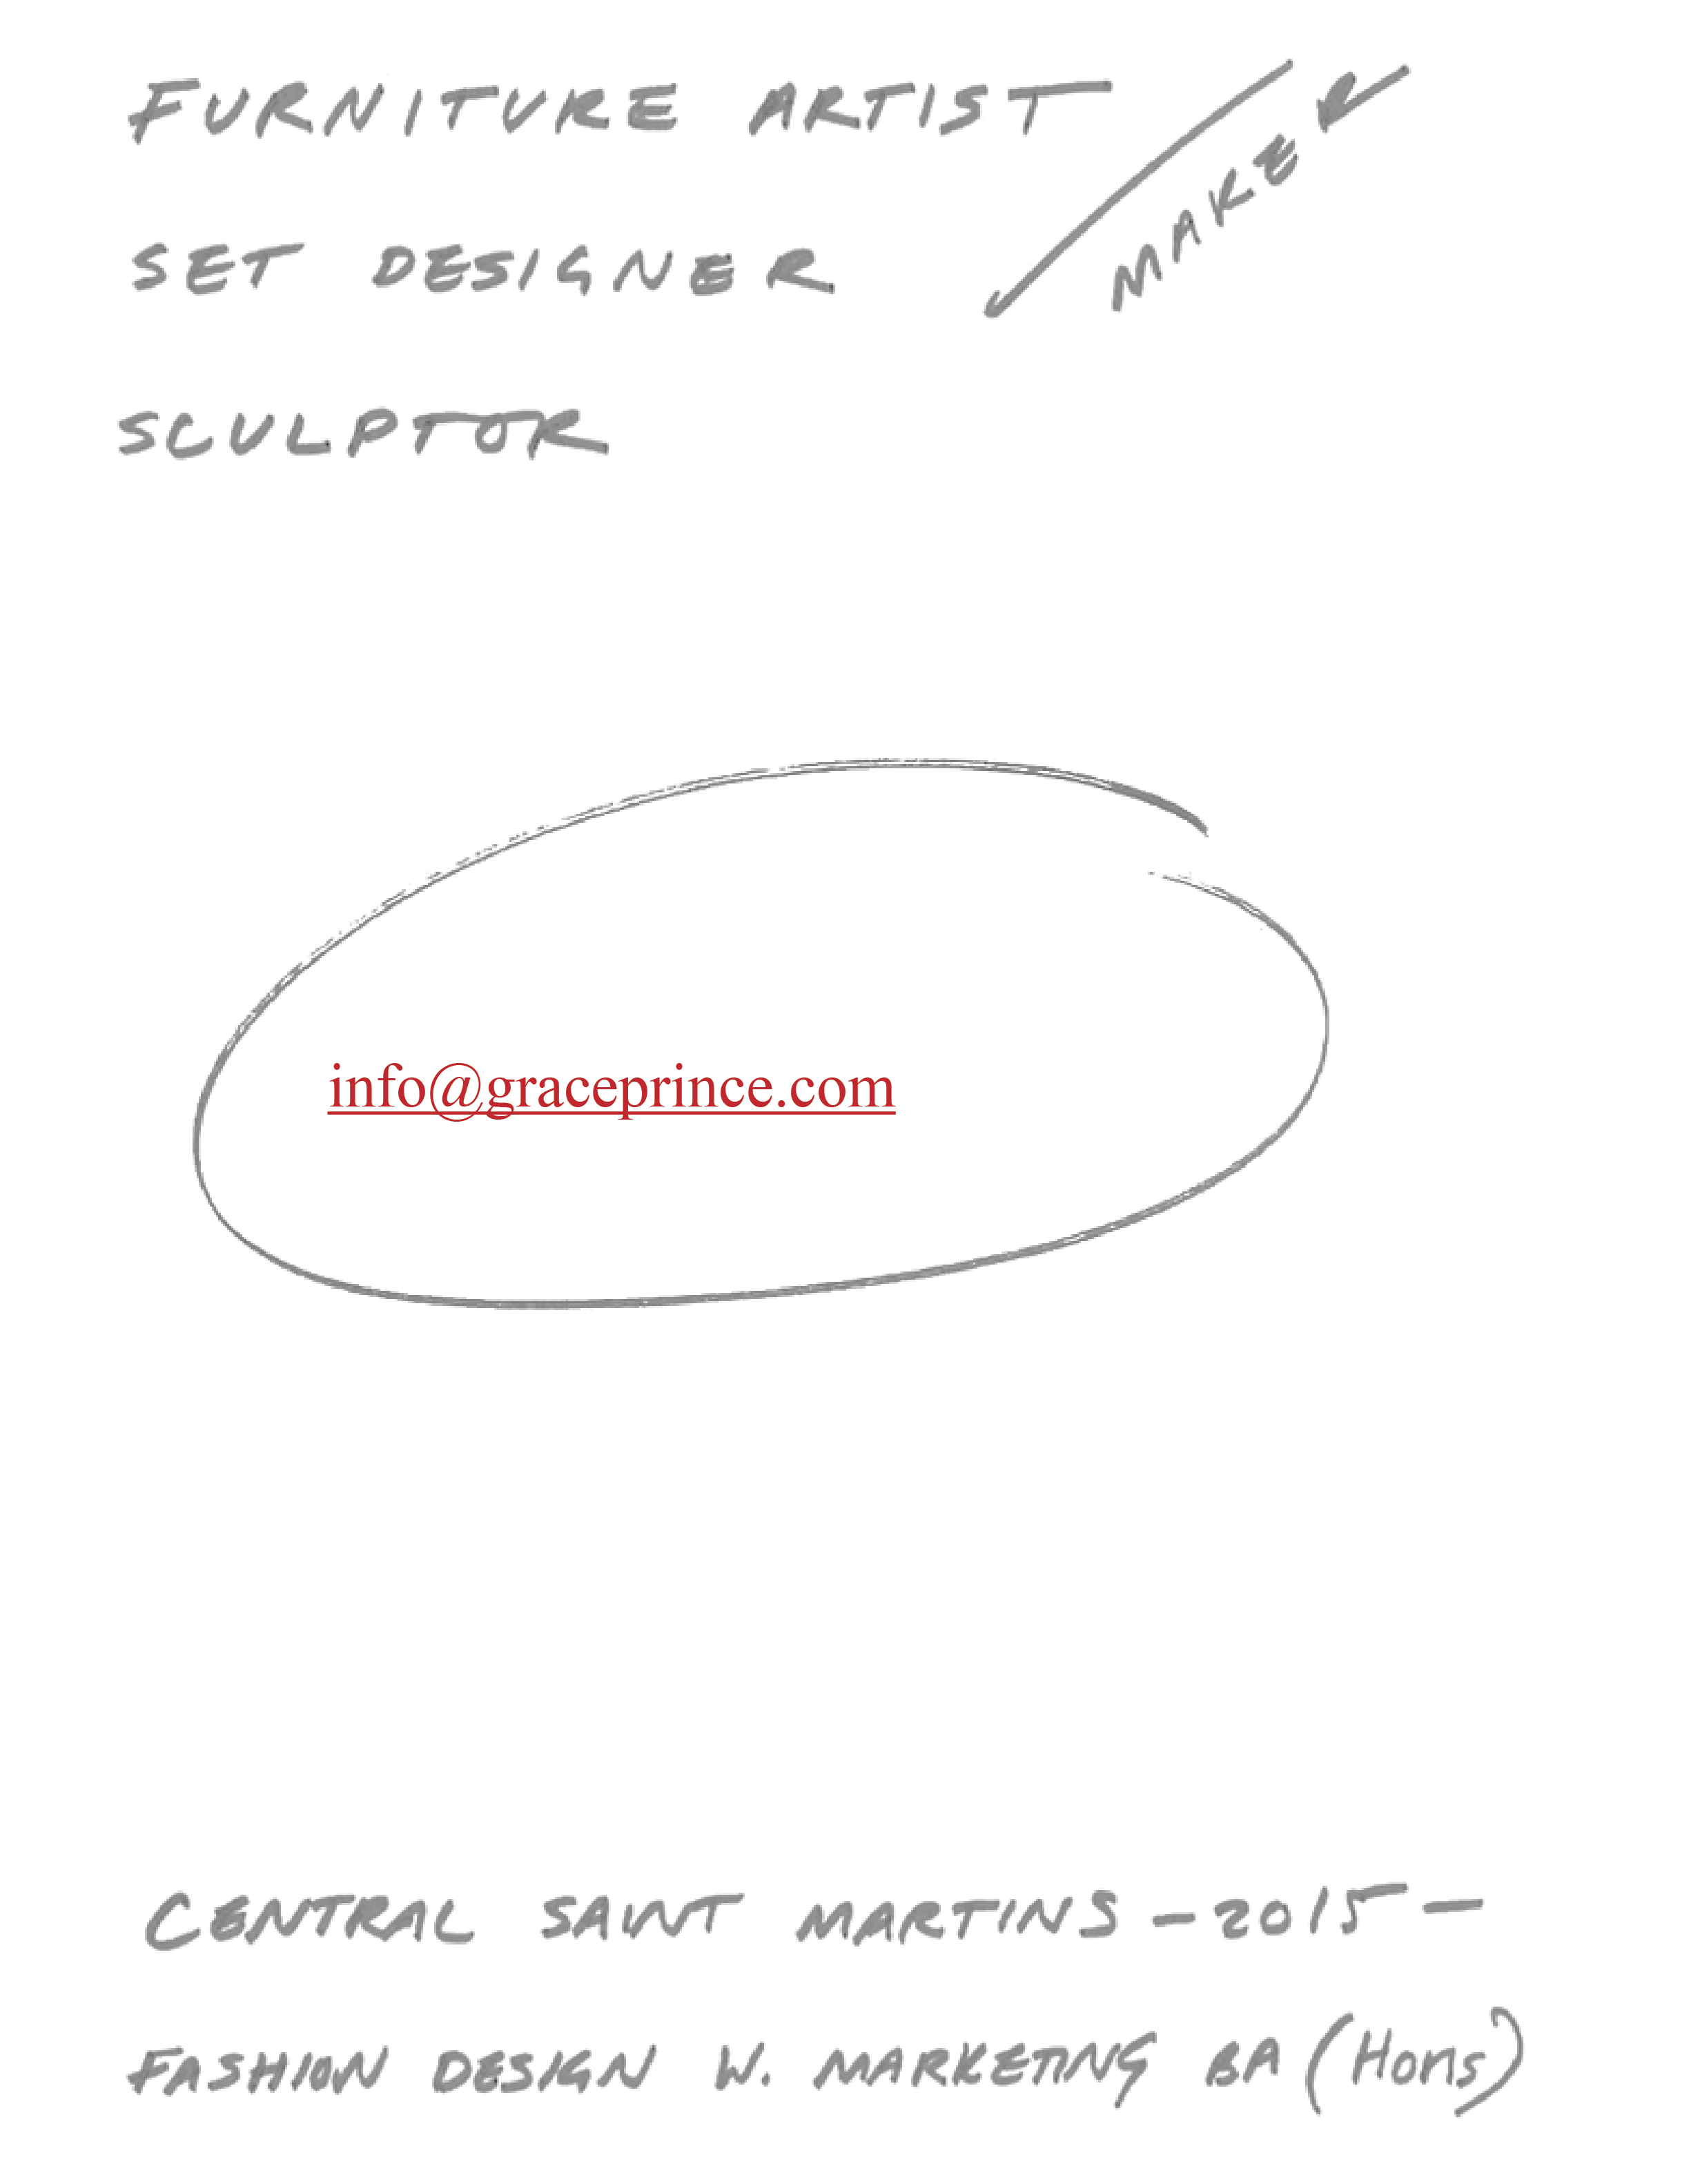 FURNITURE ARTIST / MAKER
SET DESIGNER
SCULPTOR
info@graceprince.com
CENTRAL SAINT MARTINS - 2015 -
FASHION DESIGN W. MARKETING BA (Hons)